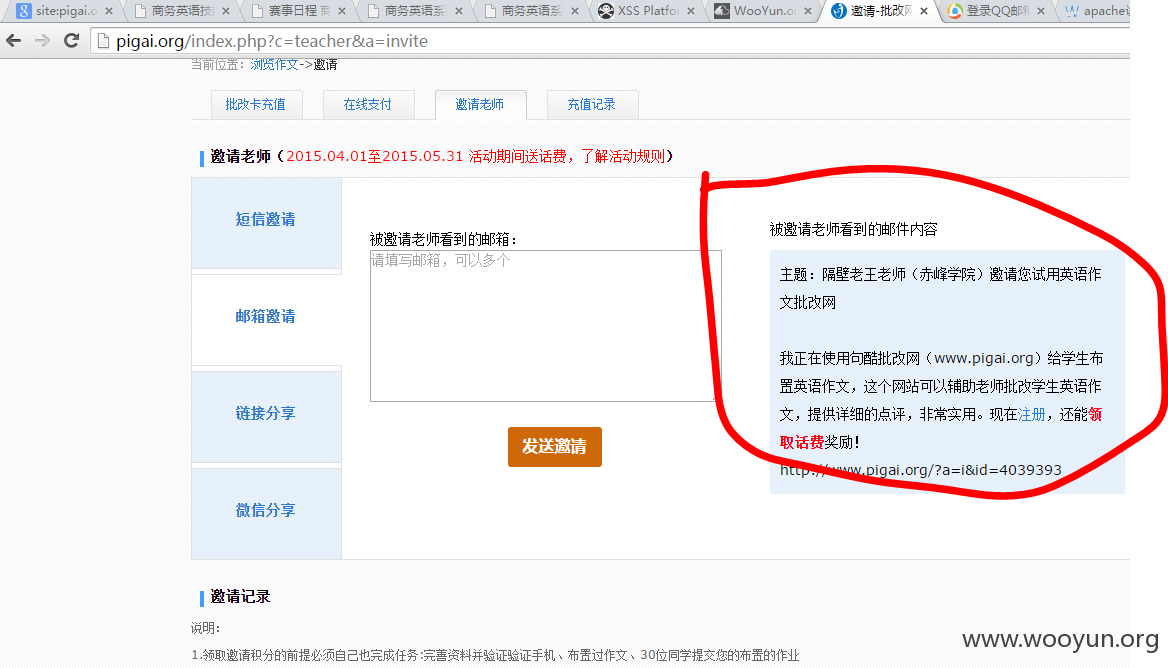 site:pigai.o
商务英语技
赛事日程 商
商务英语系
商务英语系
XSS Platfo
WooYun.or
邀请-批改网
登录QQ邮箱
apache
pigai.org/index.php?c=teacher&a=invite
当前位置：浏览作文->邀请
批改卡充值
在线支付
邀请老师
充值记录
邀请老师（2015.04.01至2015.05.31 活动期间送话费，了解活动规则）
短信邀请
邮箱邀请
链接分享
微信分享
被邀请老师看到的邮箱：
请填写邮箱，可以多个
发送邀请
被邀请老师看到的邮件内容
主题：隔壁老王老师（赤峰学院）邀请您试用英语作
文批改网
我正在使用句酷批改网（www.pigai.org）给学生布
置英语作文，这个网站可以辅助老师批改学生英语作
文，提供详细的点评，非常实用。现在注册，还能领
取话费奖励！
http://www.pigai.org/?a=i&id=4039393
邀请记录
说明：
1.领取邀请积分的前提必须自己也完成任务:完善资料并验证验证手机、布置过作文、30位同学提交您的布置的作业
www.wooyun.org